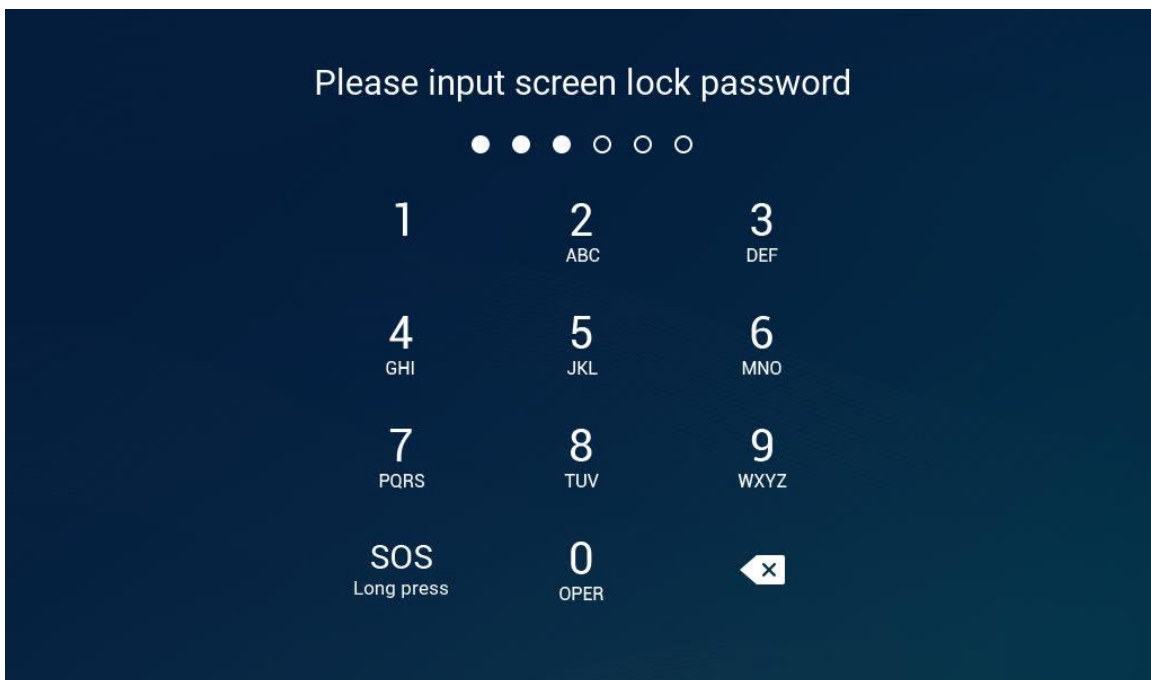 Please input screen lock password
1 2 3
ABC DEF
4 5 6
GHI JKL MNO
7 8 9
PQRS TUV WXYZ
SOS 0
Long press OPER